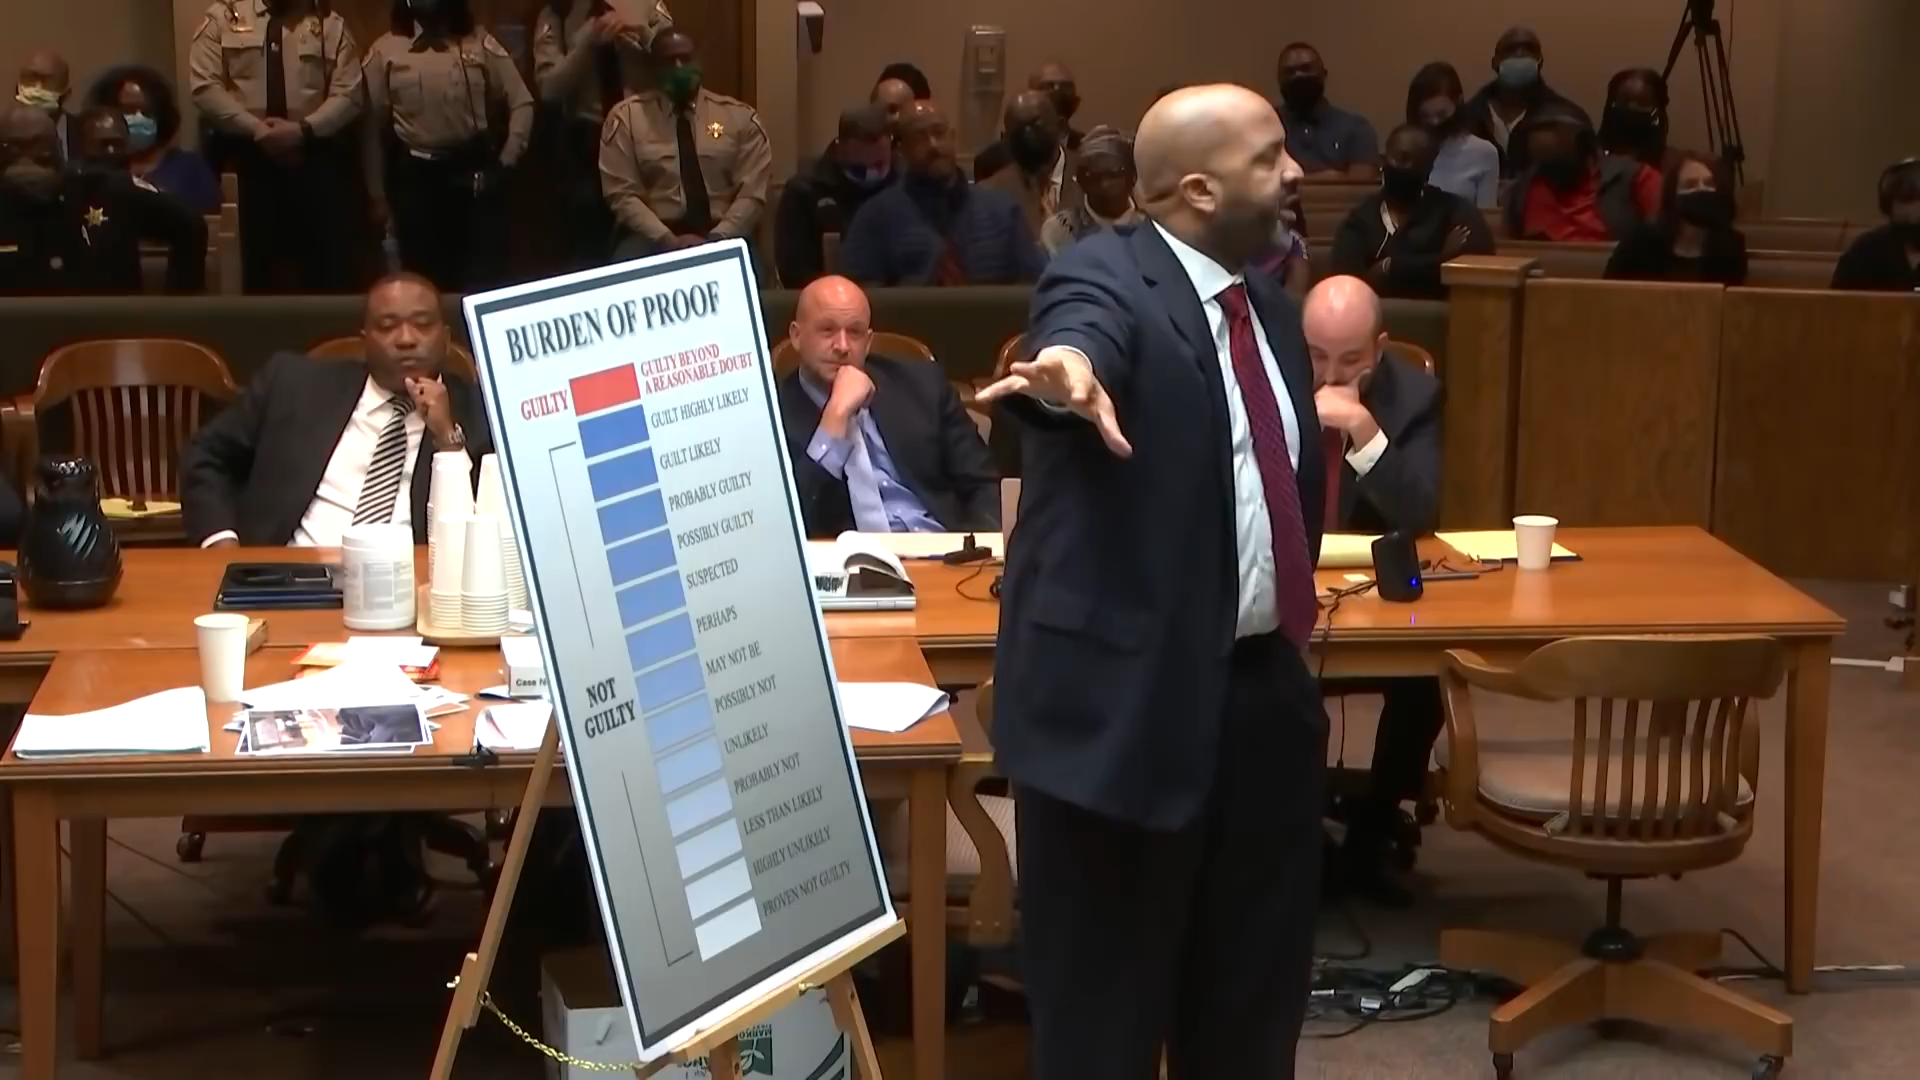 BURDEN OF PROOF
GUILTY
GUILTY BEYOND
A REASONABLE DOUBT
GUILT HIGHLY LIKELY
GUILT LIKELY
PROBABLY GUILTY
POSSIBLY GUILTY
SUSPECTED
PERHAPS
MAY NOT BE
NOT
GUILTY
POSSIBLY NOT
UNLIKELY
PROBABLY NOT
LESS THAN LIKELY
HIGHLY UNLIKELY
PROVEN NOT GUILTY
Case N